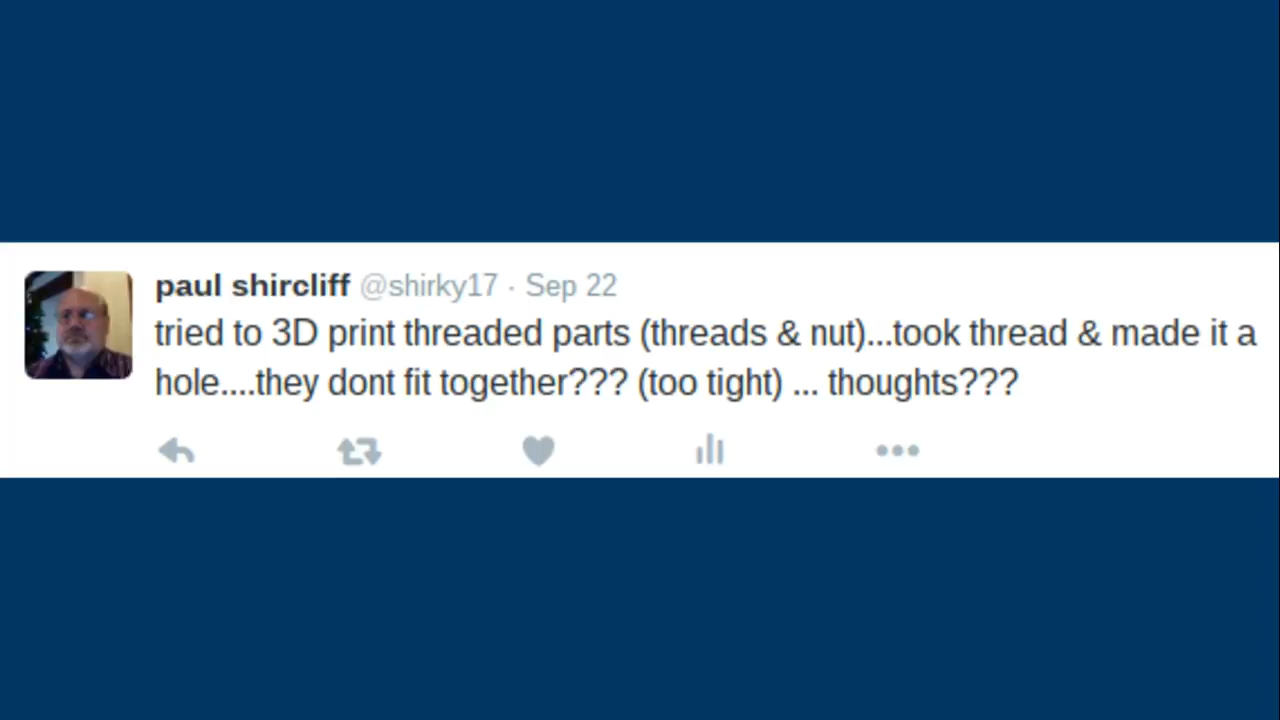 paul shircliff @shirky17 · Sep 22
tried to 3D print threaded parts (threads & nut)...took thread & made it a
hole....they dont fit together??? (too tight) ... thoughts???